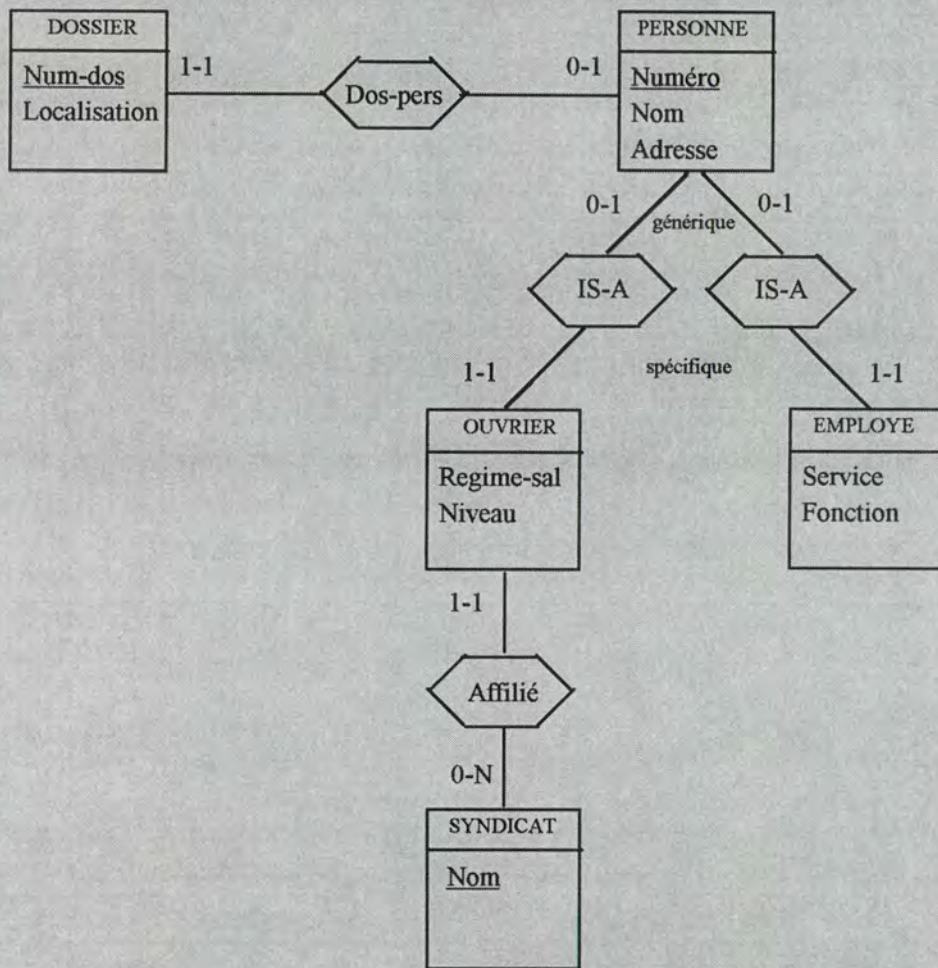 DOSSIER
Num-dos
Localisation
1-1
Dos-pers
0-1
PERSONNE
Numéro
Nom
Adresse
0-1
générique
0-1
IS-A
IS-A
1-1
spécifique
1-1
OUVRIER
Regime-sal
Niveau
EMPLOYE
Service
Fonction
1-1
Affilié
0-N
SYNDICAT
Nom